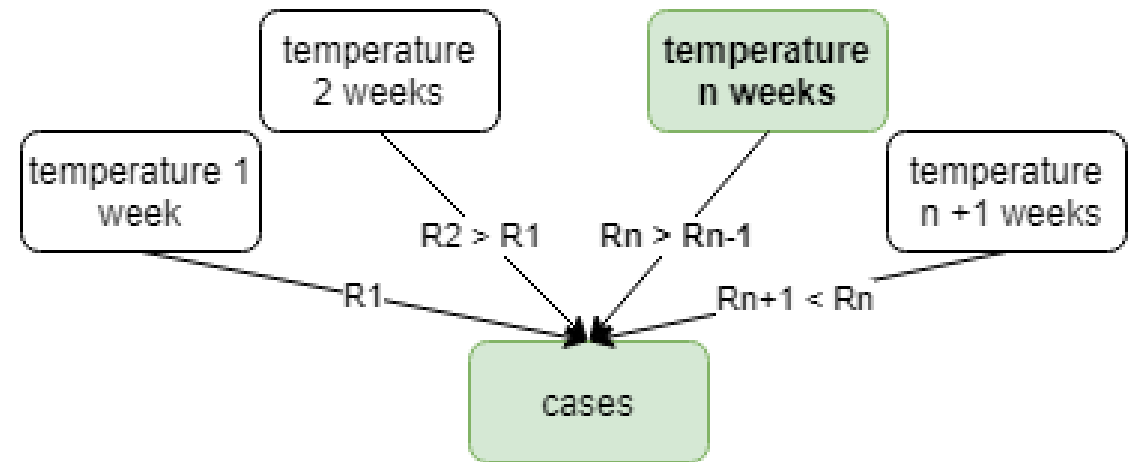 temperature
2 weeks
temperature
n weeks
temperature 1
week
temperature
n +1 weeks
R2 > R1
Rn > Rn-1
R1
Rn+1 < Rn
cases